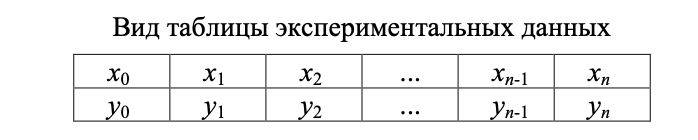 Вид таблицы экспериментальных данных
x₀ x₁ x₂ ... xₙ₋₁ xₙ
y₀ y₁ y₂ ... yₙ₋₁ yₙ